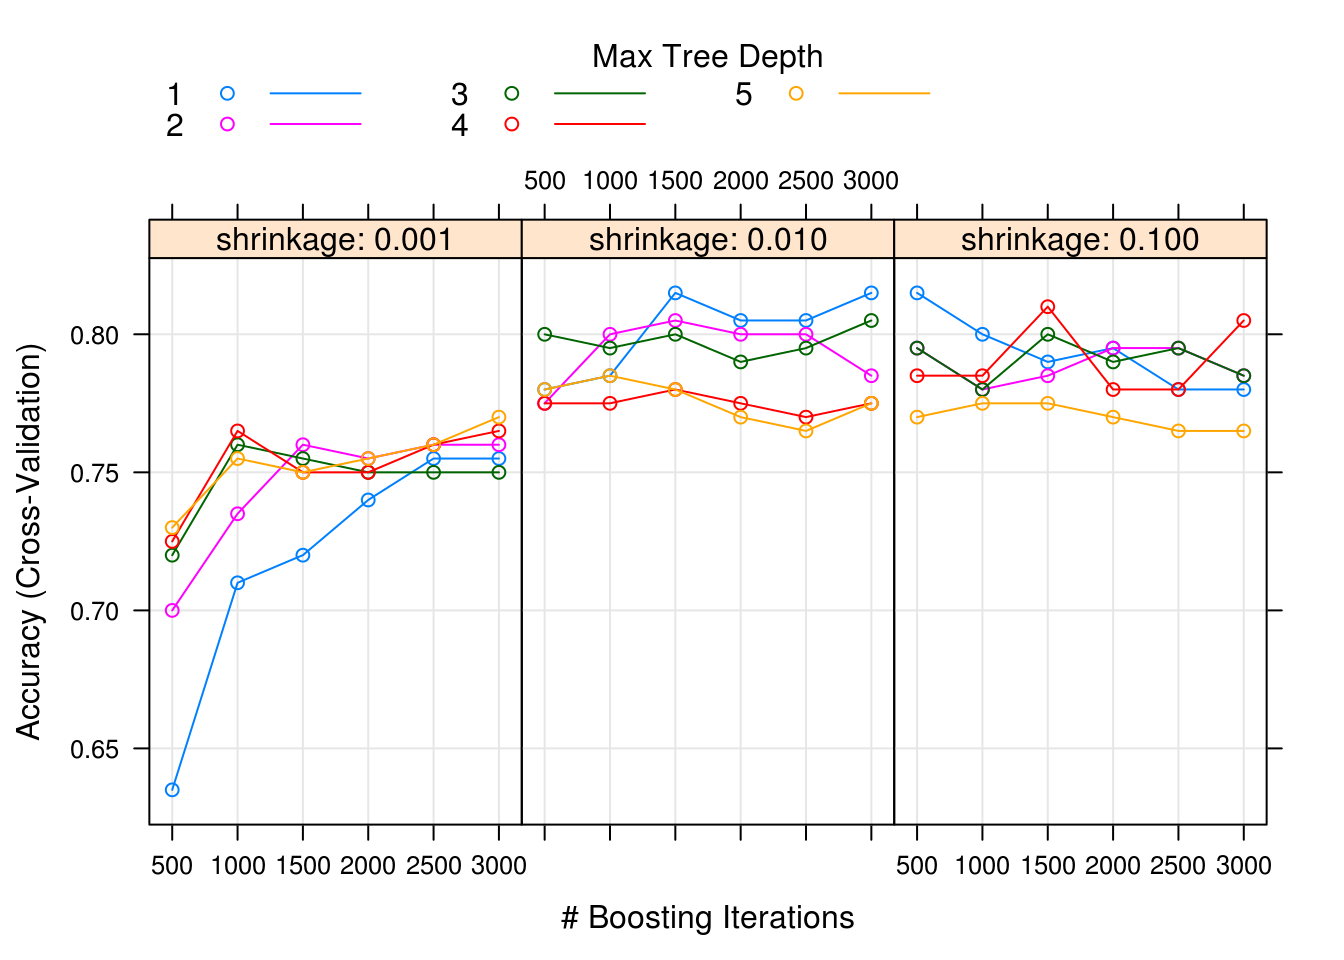 Max Tree Depth
1 3 5
2 4
500 1000 1500 2000 2500 3000
shrinkage: 0.001 shrinkage: 0.010 shrinkage: 0.100
Accuracy (Cross-Validation)
0.80
0.75
0.70
0.65
500 1000 1500 2000 2500 3000 500 1000 1500 2000 2500 3000
# Boosting Iterations